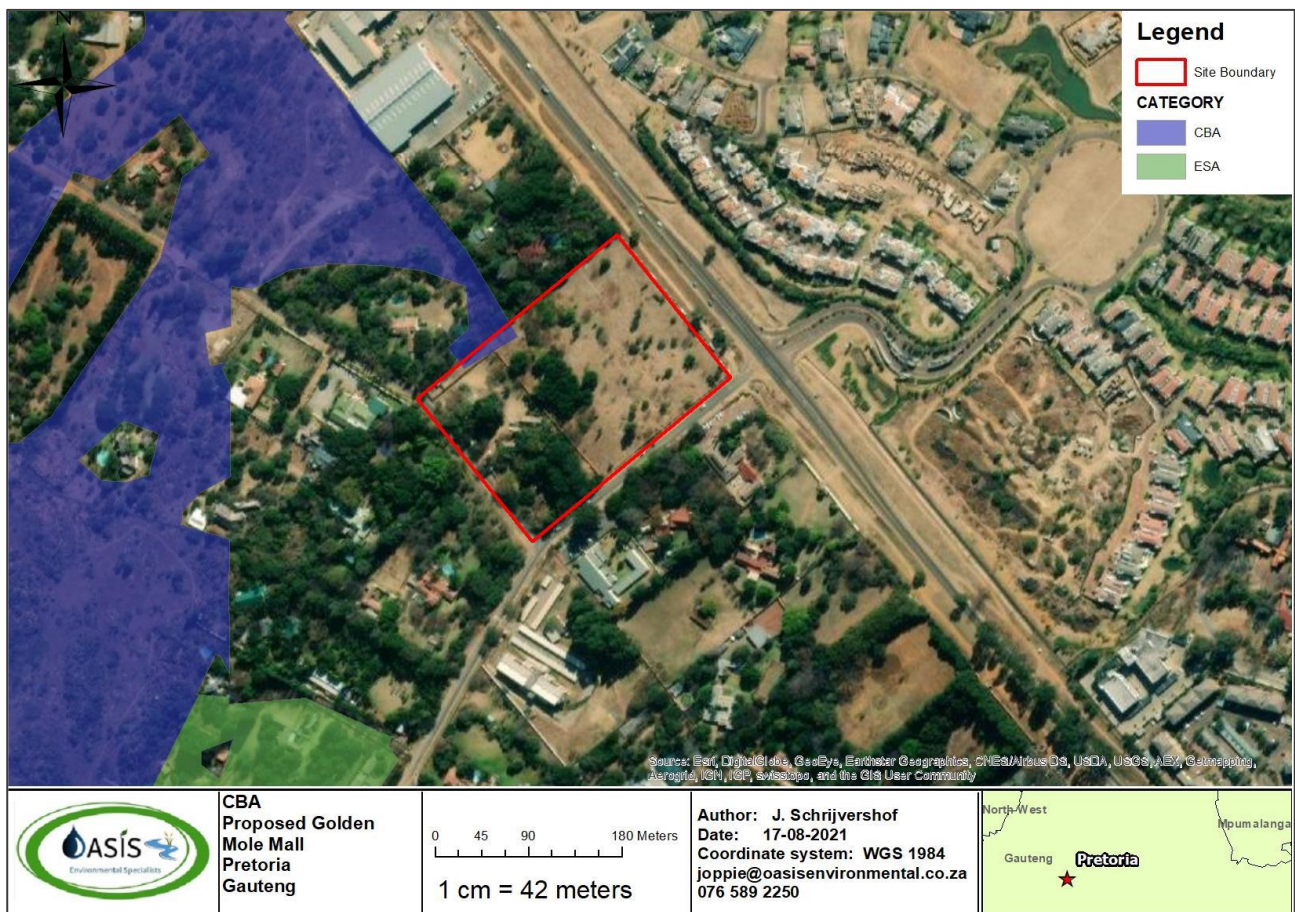 N
Legend
Site Boundary
CATEGORY
CBA
ESA
Source: Esri, DigitalGlobe, GeoEye, Earthstar Geographics, CNES/Airbus DS, USDA, USGS, AEX, Getmapping,
Aerogrid, IGN, IGP, swisstopo, and the GIS User Community
OASÍS
Environmental Specialists
CBA
Proposed Golden
Mole Mall
Pretoria
Gauteng
0 45 90 180 Meters
1 cm = 42 meters
Author: J. Schrijvershof
Date: 17-08-2021
Coordinate system: WGS 1984
joppie@oasisenvironmental.co.za
076 589 2250
North-West
Mpumalanga
Gauteng
Pretoria